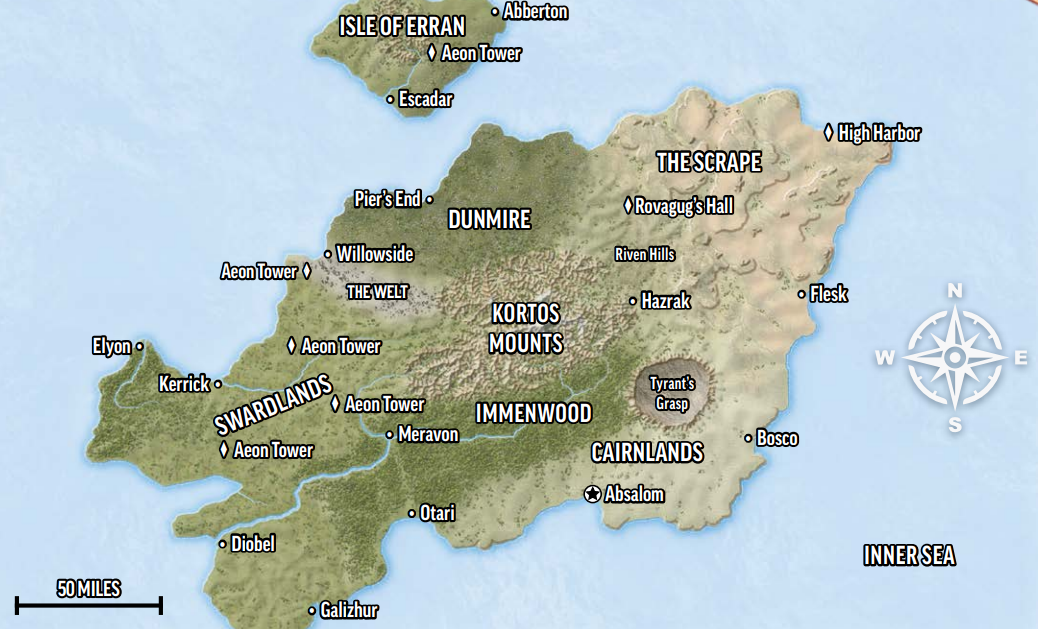 Abberton
ISLE OF ERRAN
Aeon Tower
Escadar
High Harbor
THE SCRAPE
Pier's End
Rovagug's Hall
DUNMIRE
Willowside
Riven Hills
Aeon Tower
THE WELT
N
Hazrak
Flesk
KORTOS
MOUNTS
Elyon
Aeon Tower
W
E
Kerrick
Tyrant's
Grasp
SWARDLANDS
Aeon Tower
IMMENWOOD
S
Meravon
Bosco
Aeon Tower
CAIRNLANDS
Absalom
Otari
Diobel
INNER SEA
50 MILES
Galizhur